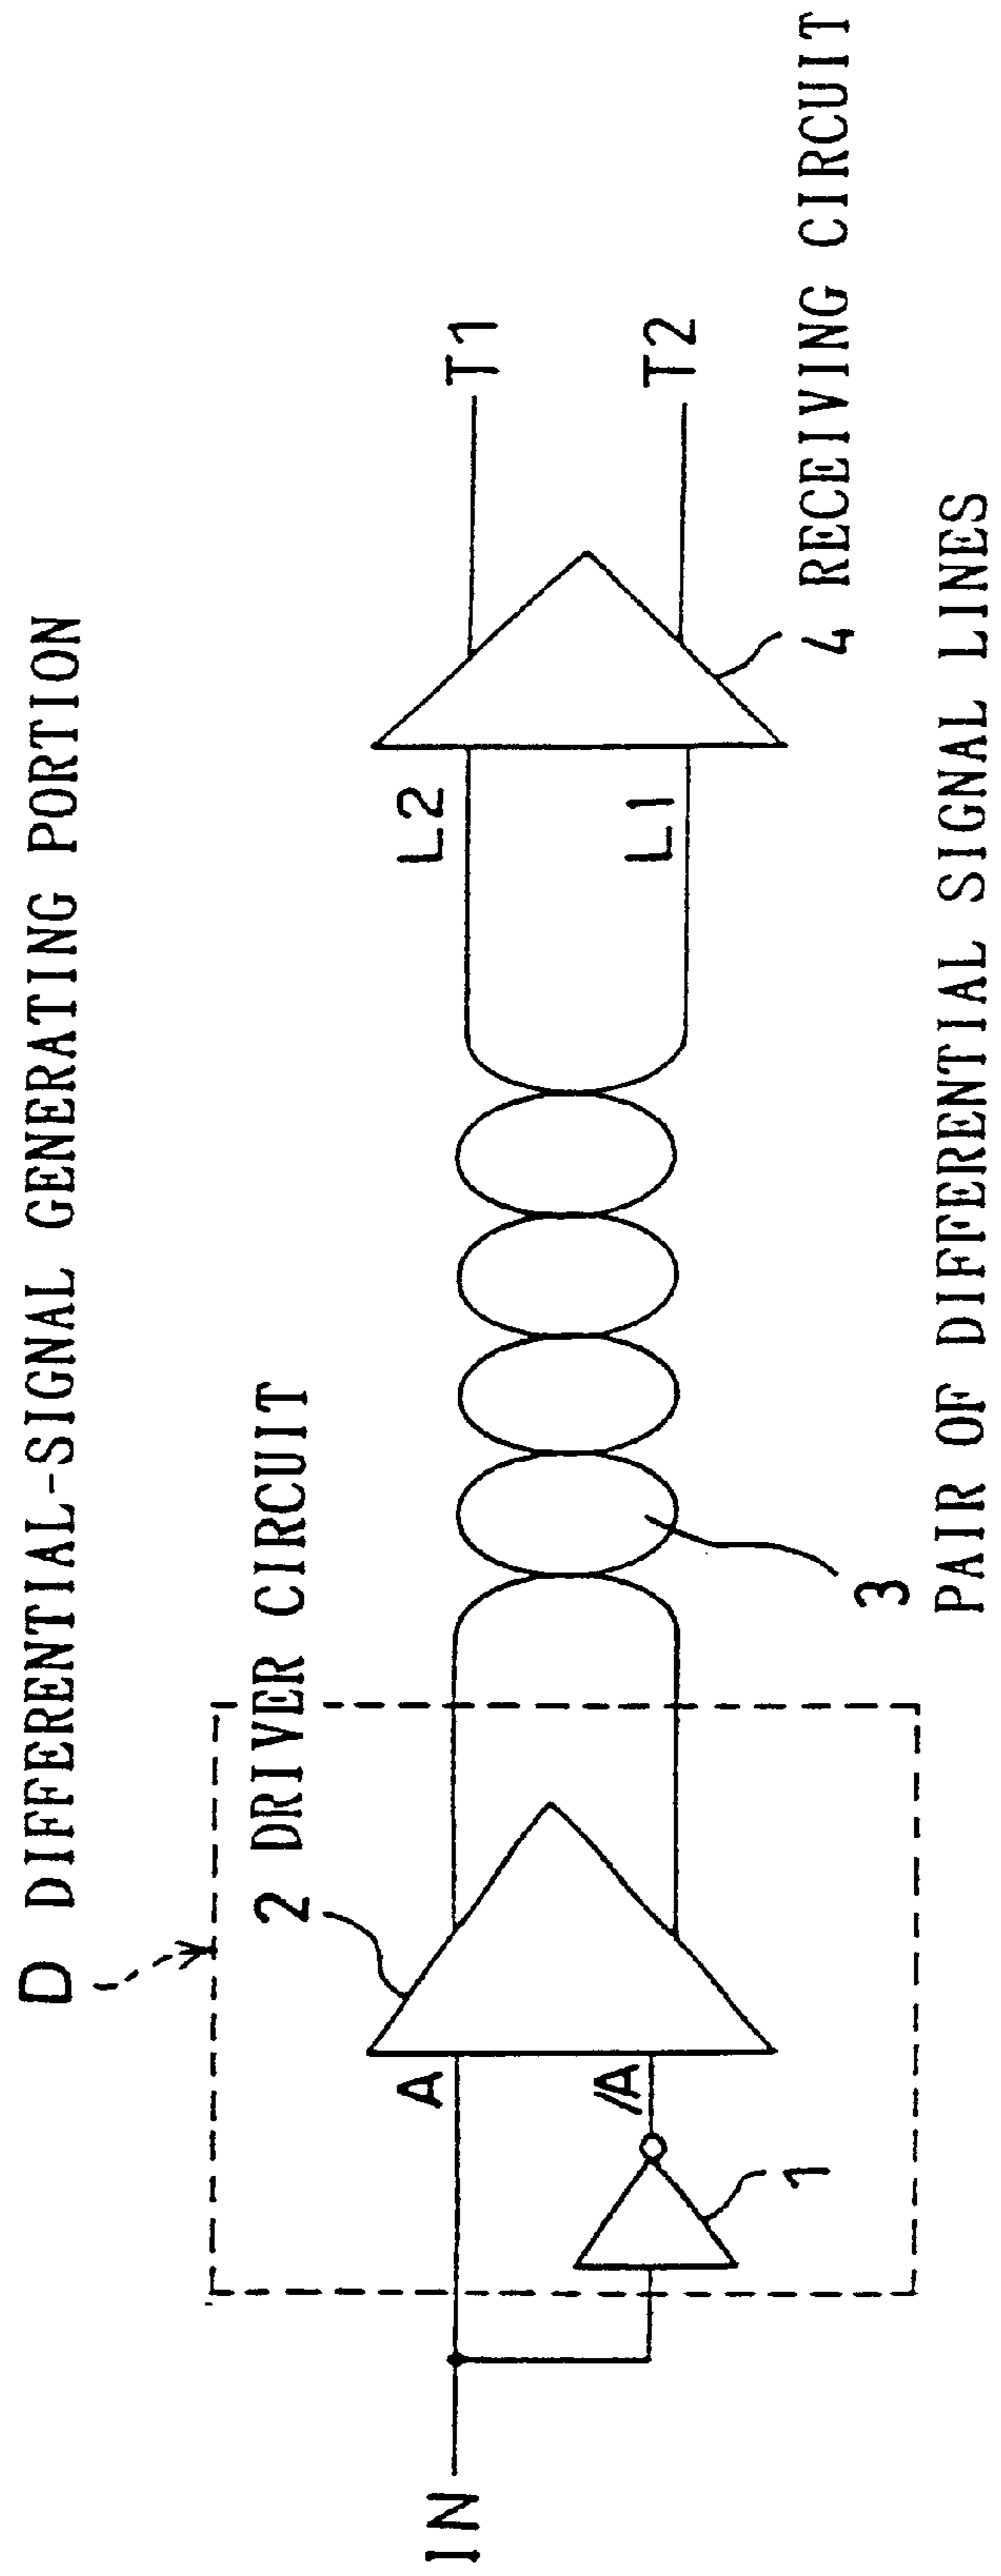 D DIFFERENTIAL-SIGNAL GENERATING PORTION
2 DRIVER CIRCUIT
IN
A
/A
1
L2
L1
T1
T2
3
4 RECEIVING CIRCUIT
PAIR OF DIFFERENTIAL SIGNAL LINES